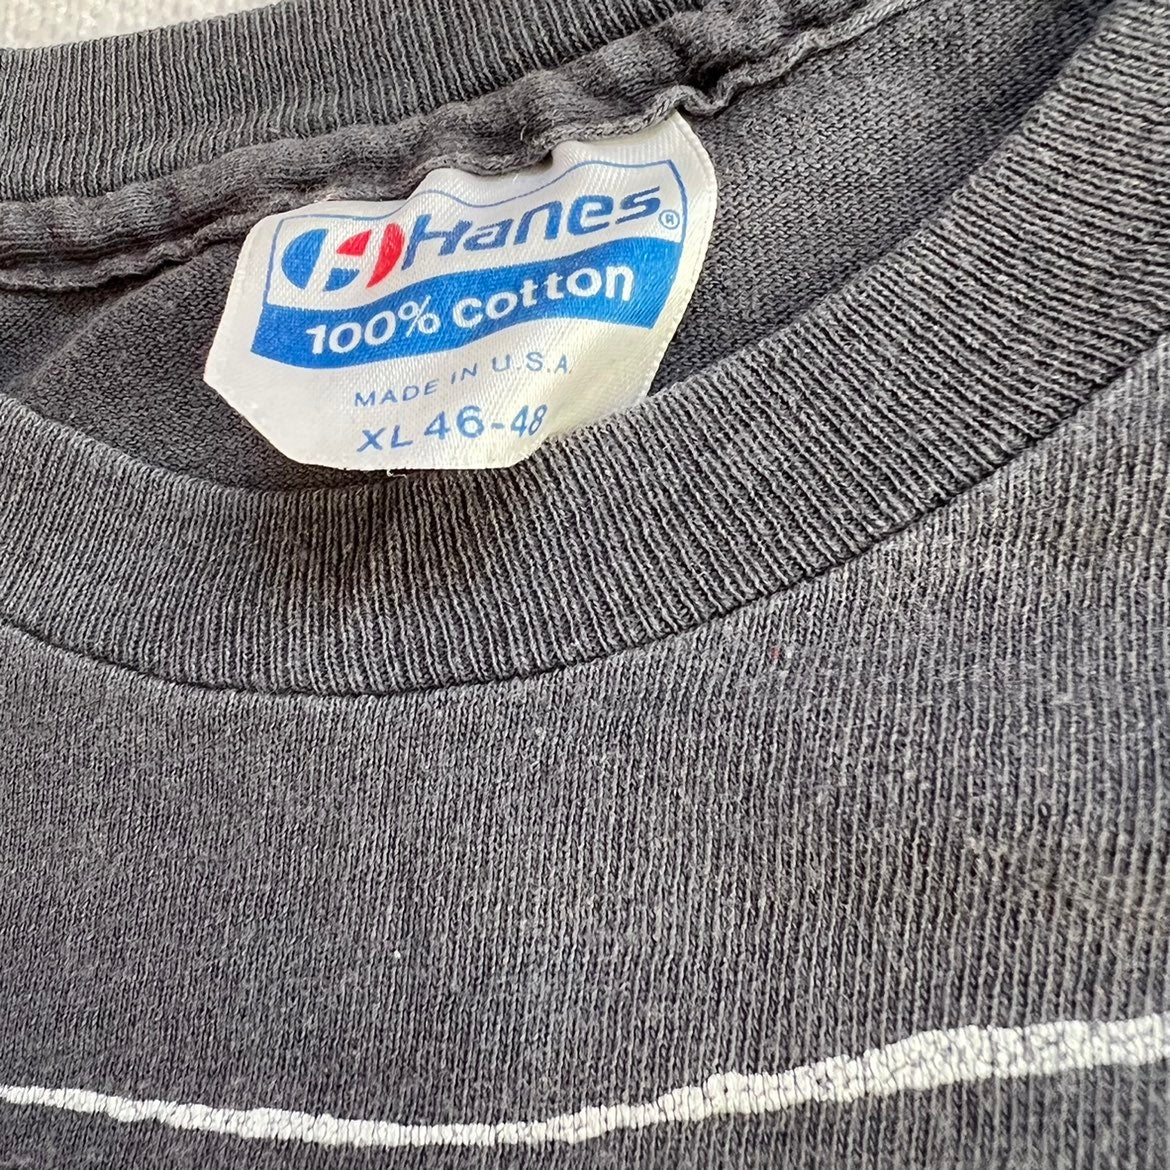 H Hanes ®
100% cotton
MADE IN U.S.A.
XL 46-48